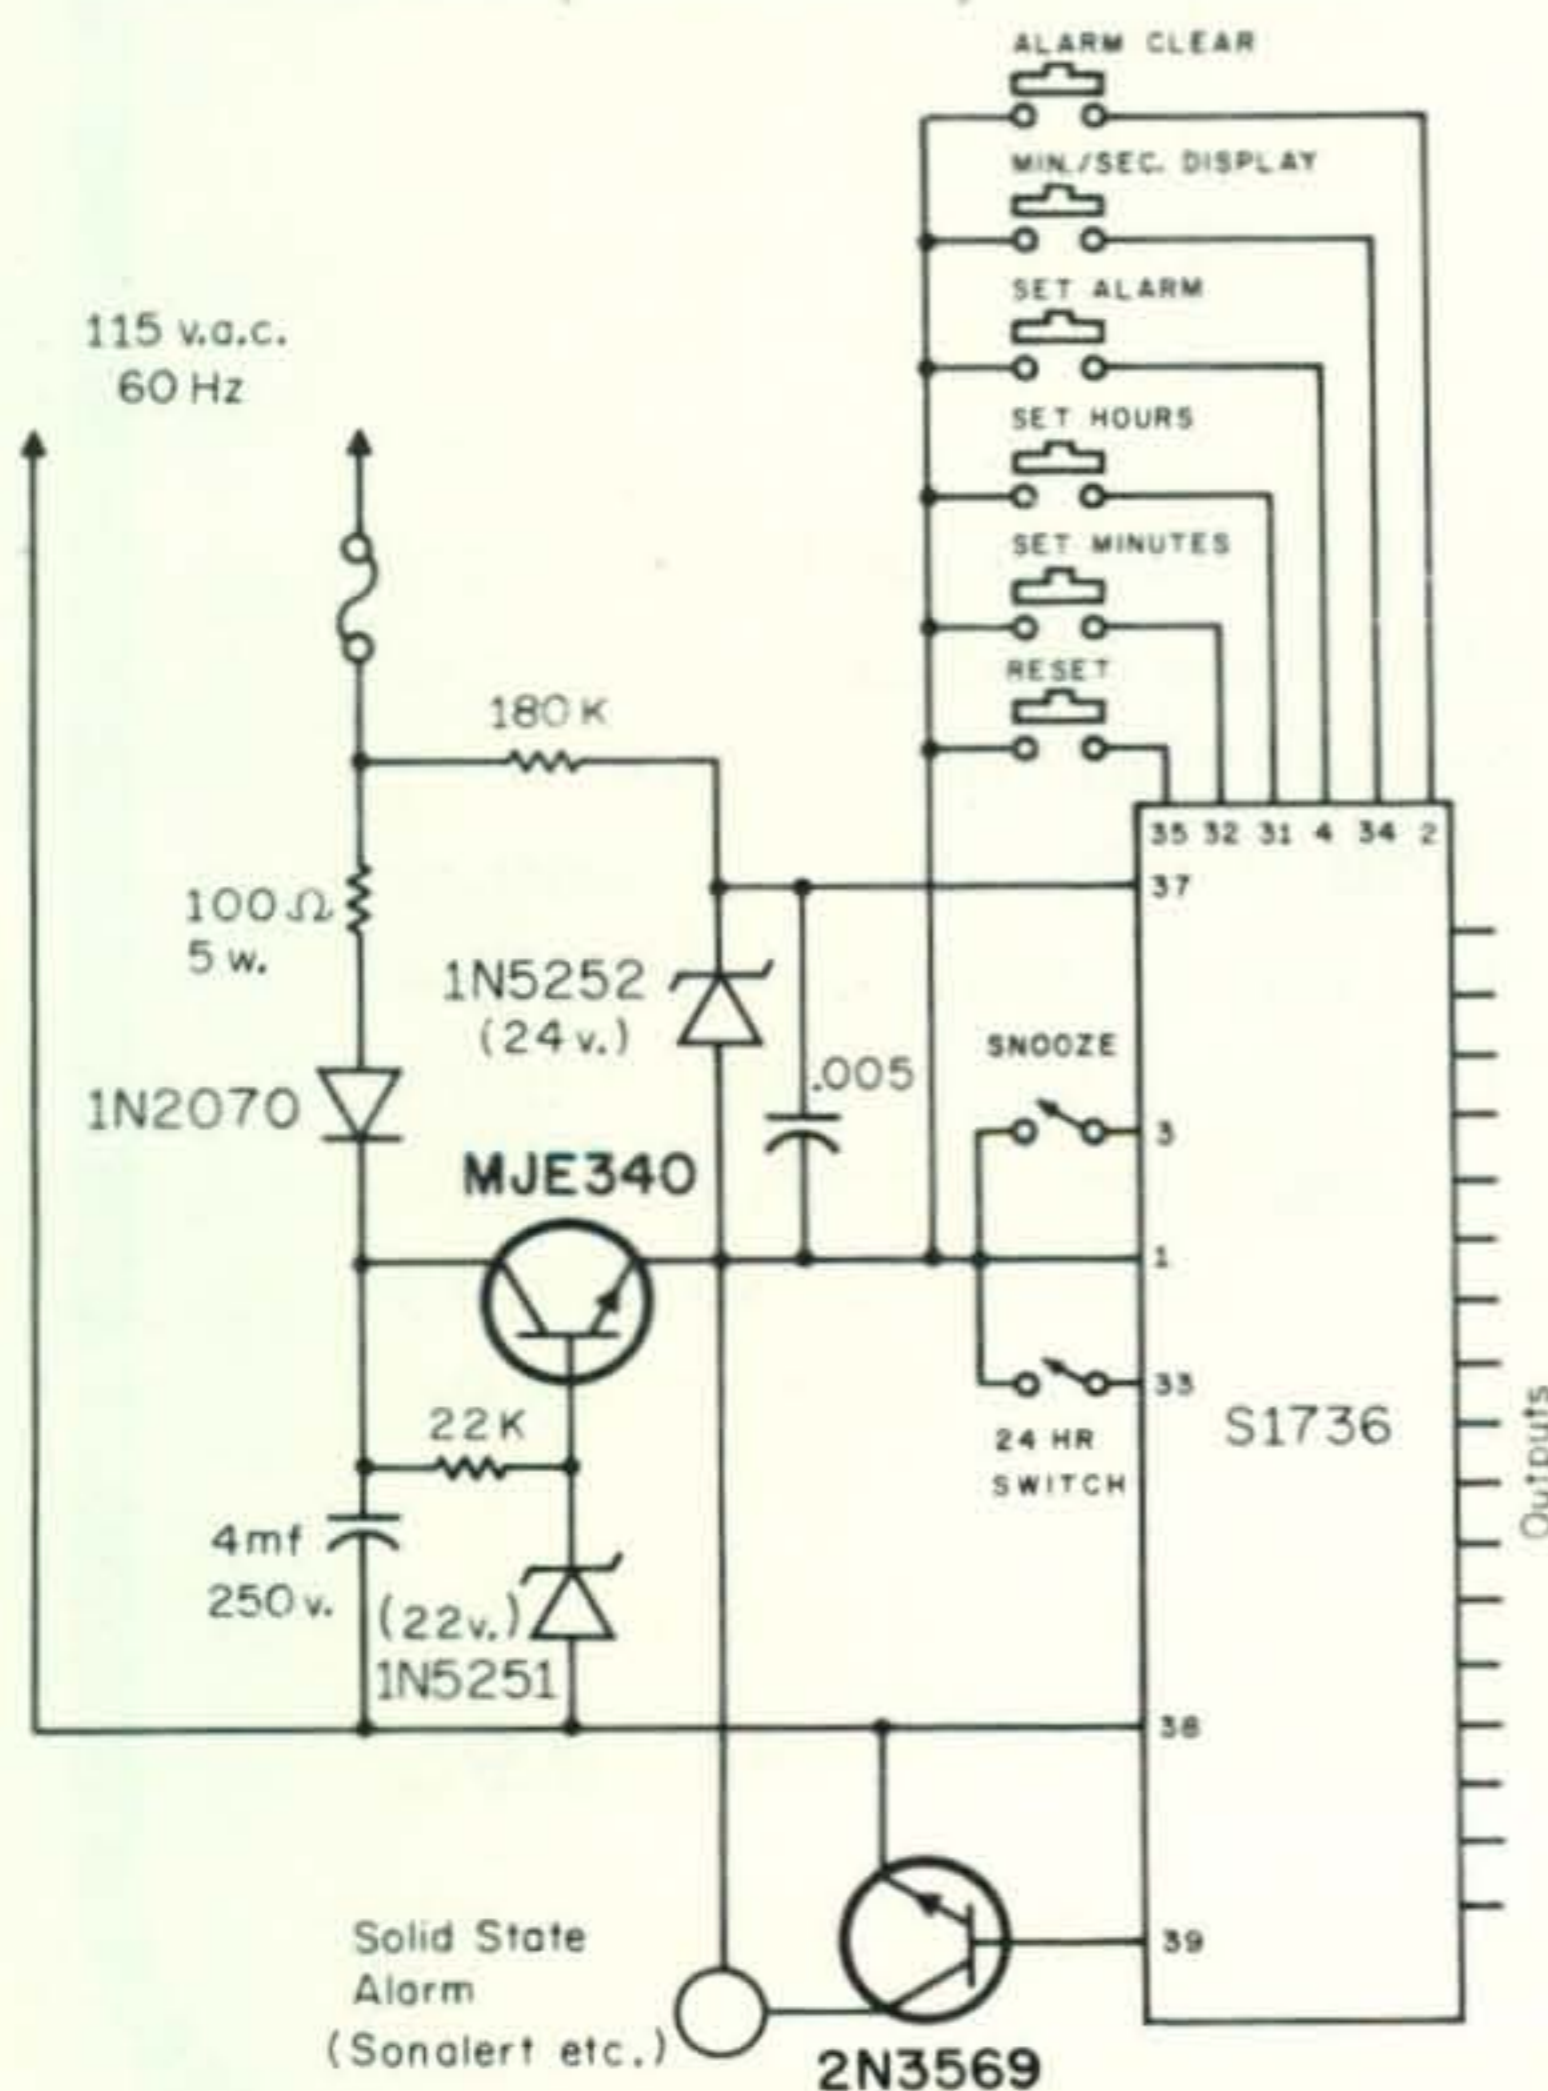 ALARM CLEAR
MIN./SEC. DISPLAY
SET ALARM
SET HOURS
SET MINUTES
RESET
115 v.a.c.
60 Hz
180 K
35 32 31 4 34 2
37
100 Ω
5 w.
1N5252
(24 v.)
SNOOZE
.005
1N2070
3
MJE340
1
33
22 K
24 HR
SWITCH
S1736
Outputs
4mf
250 v.
(22v.)
1N5251
38
39
Solid State
Alarm
(Sonalert etc.)
2N3569